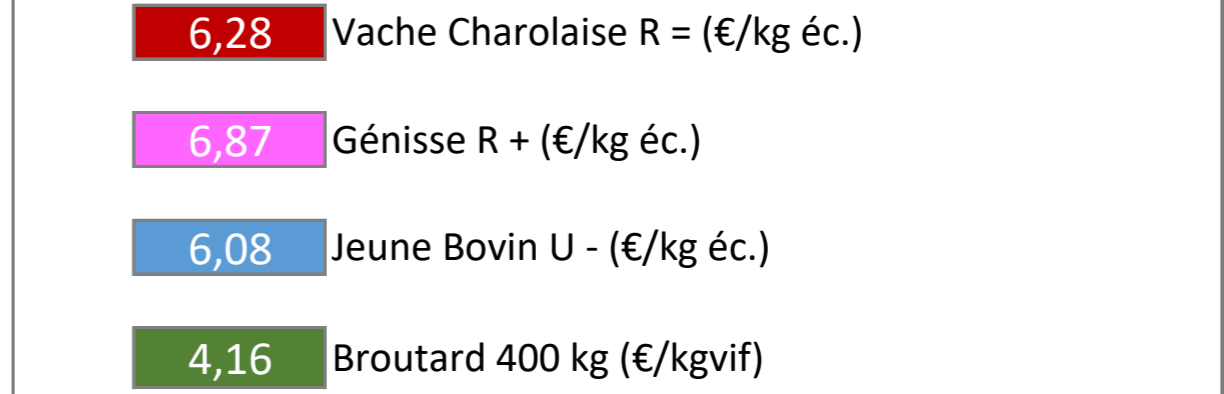 6,28 Vache Charolaise R = (€/kg éc.)
6,87 Génisse R + (€/kg éc.)
6,08 Jeune Bovin U - (€/kg éc.)
4,16 Broutard 400 kg (€/kgvif)